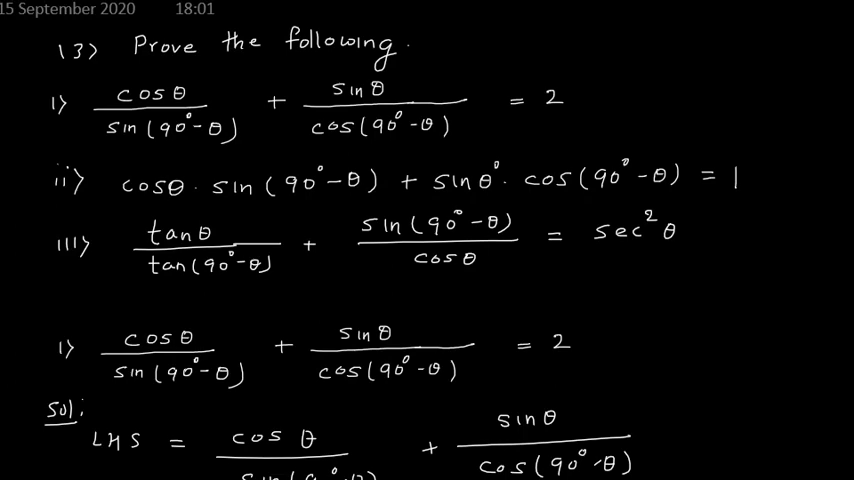 15 September 2020 18:01
13) Prove the following.
i) cosθ / sin(90°-θ) + sinθ / cos(90°-θ) = 2
ii) cosθ · sin(90°-θ) + sinθ° · cos(90°-θ) = 1
iii) tanθ / tan(90°-θ) + sin(90°-θ) / cosθ = sec²θ
i) cosθ / sin(90°-θ) + sinθ / cos(90°-θ) = 2
Sol:
LHS = cos θ / sin(90°-θ) + sinθ / cos(90°-θ)